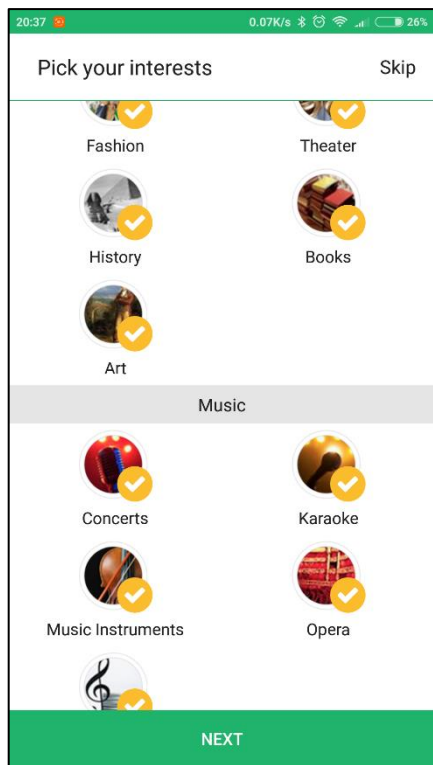 20:37 0.07K/s 26%
Pick your interests Skip
Fashion Theater
History Books
Art
Music
Concerts Karaoke
Music Instruments Opera
NEXT